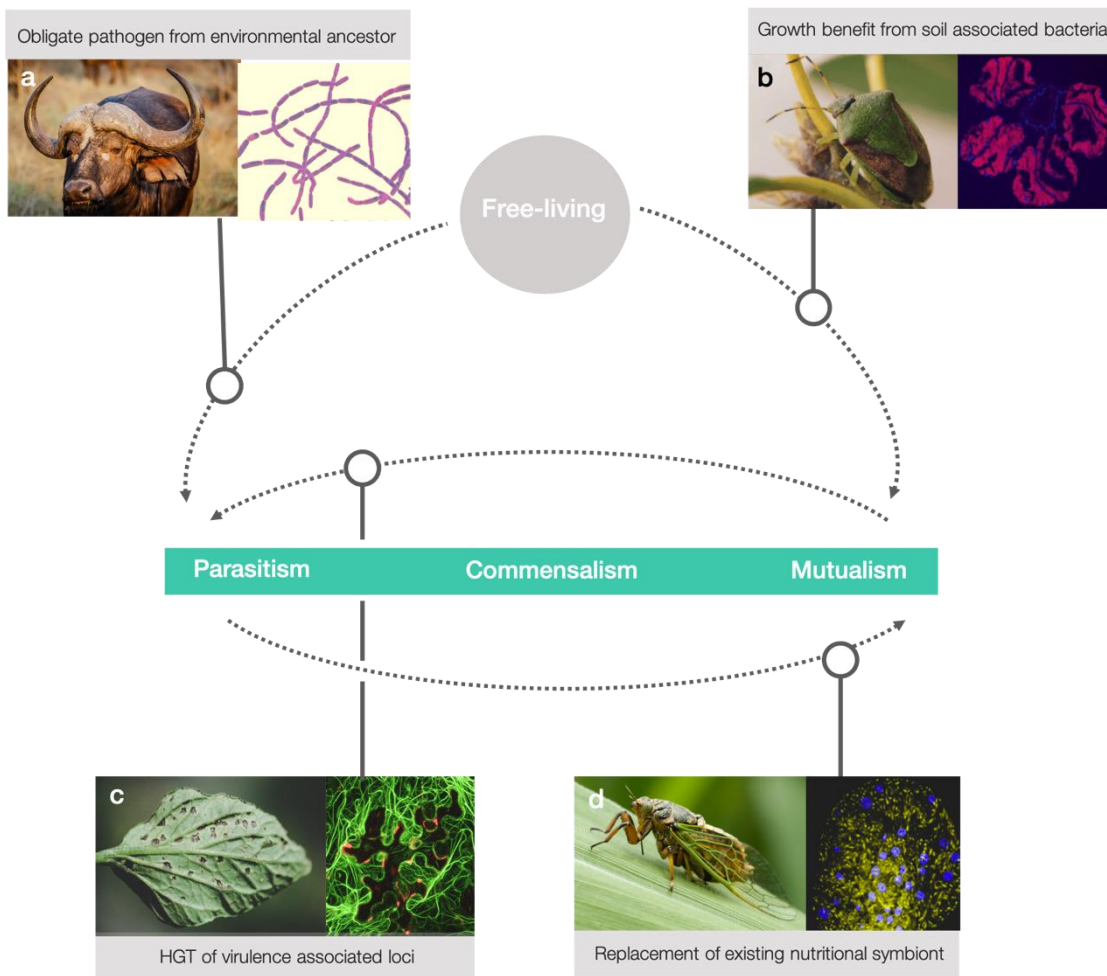 Obligate pathogen from environmental ancestor
Growth benefit from soil associated bacteria
a
b
Free-living
Parasitism
Commensalism
Mutualism
c
d
HGT of virulence associated loci
Replacement of existing nutritional symbiont